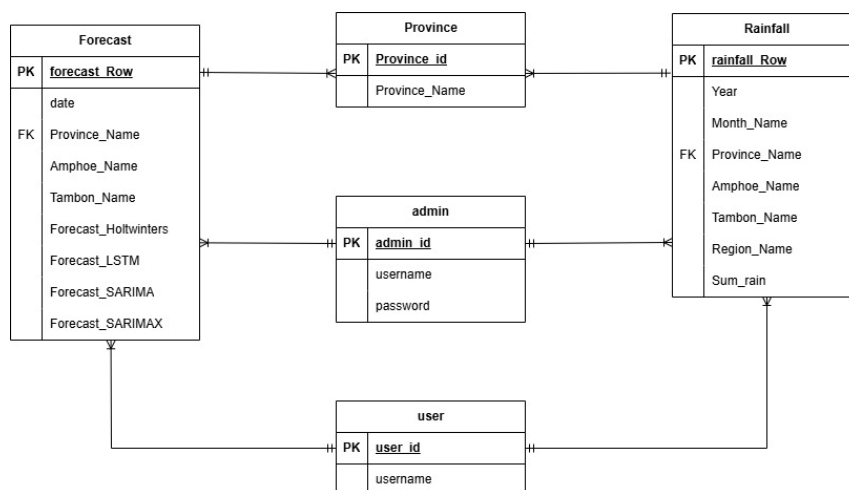 Forecast
PK forecast_Row
date
FK Province_Name
Amphoe_Name
Tambon_Name
Forecast_Holtwinters
Forecast_LSTM
Forecast_SARIMA
Forecast_SARIMAX
Province
PK Province_id
Province_Name
admin
PK admin_id
username
password
user
PK user_id
username
Rainfall
PK rainfall_Row
Year
Month_Name
FK Province_Name
Amphoe_Name
Tambon_Name
Region_Name
Sum_rain